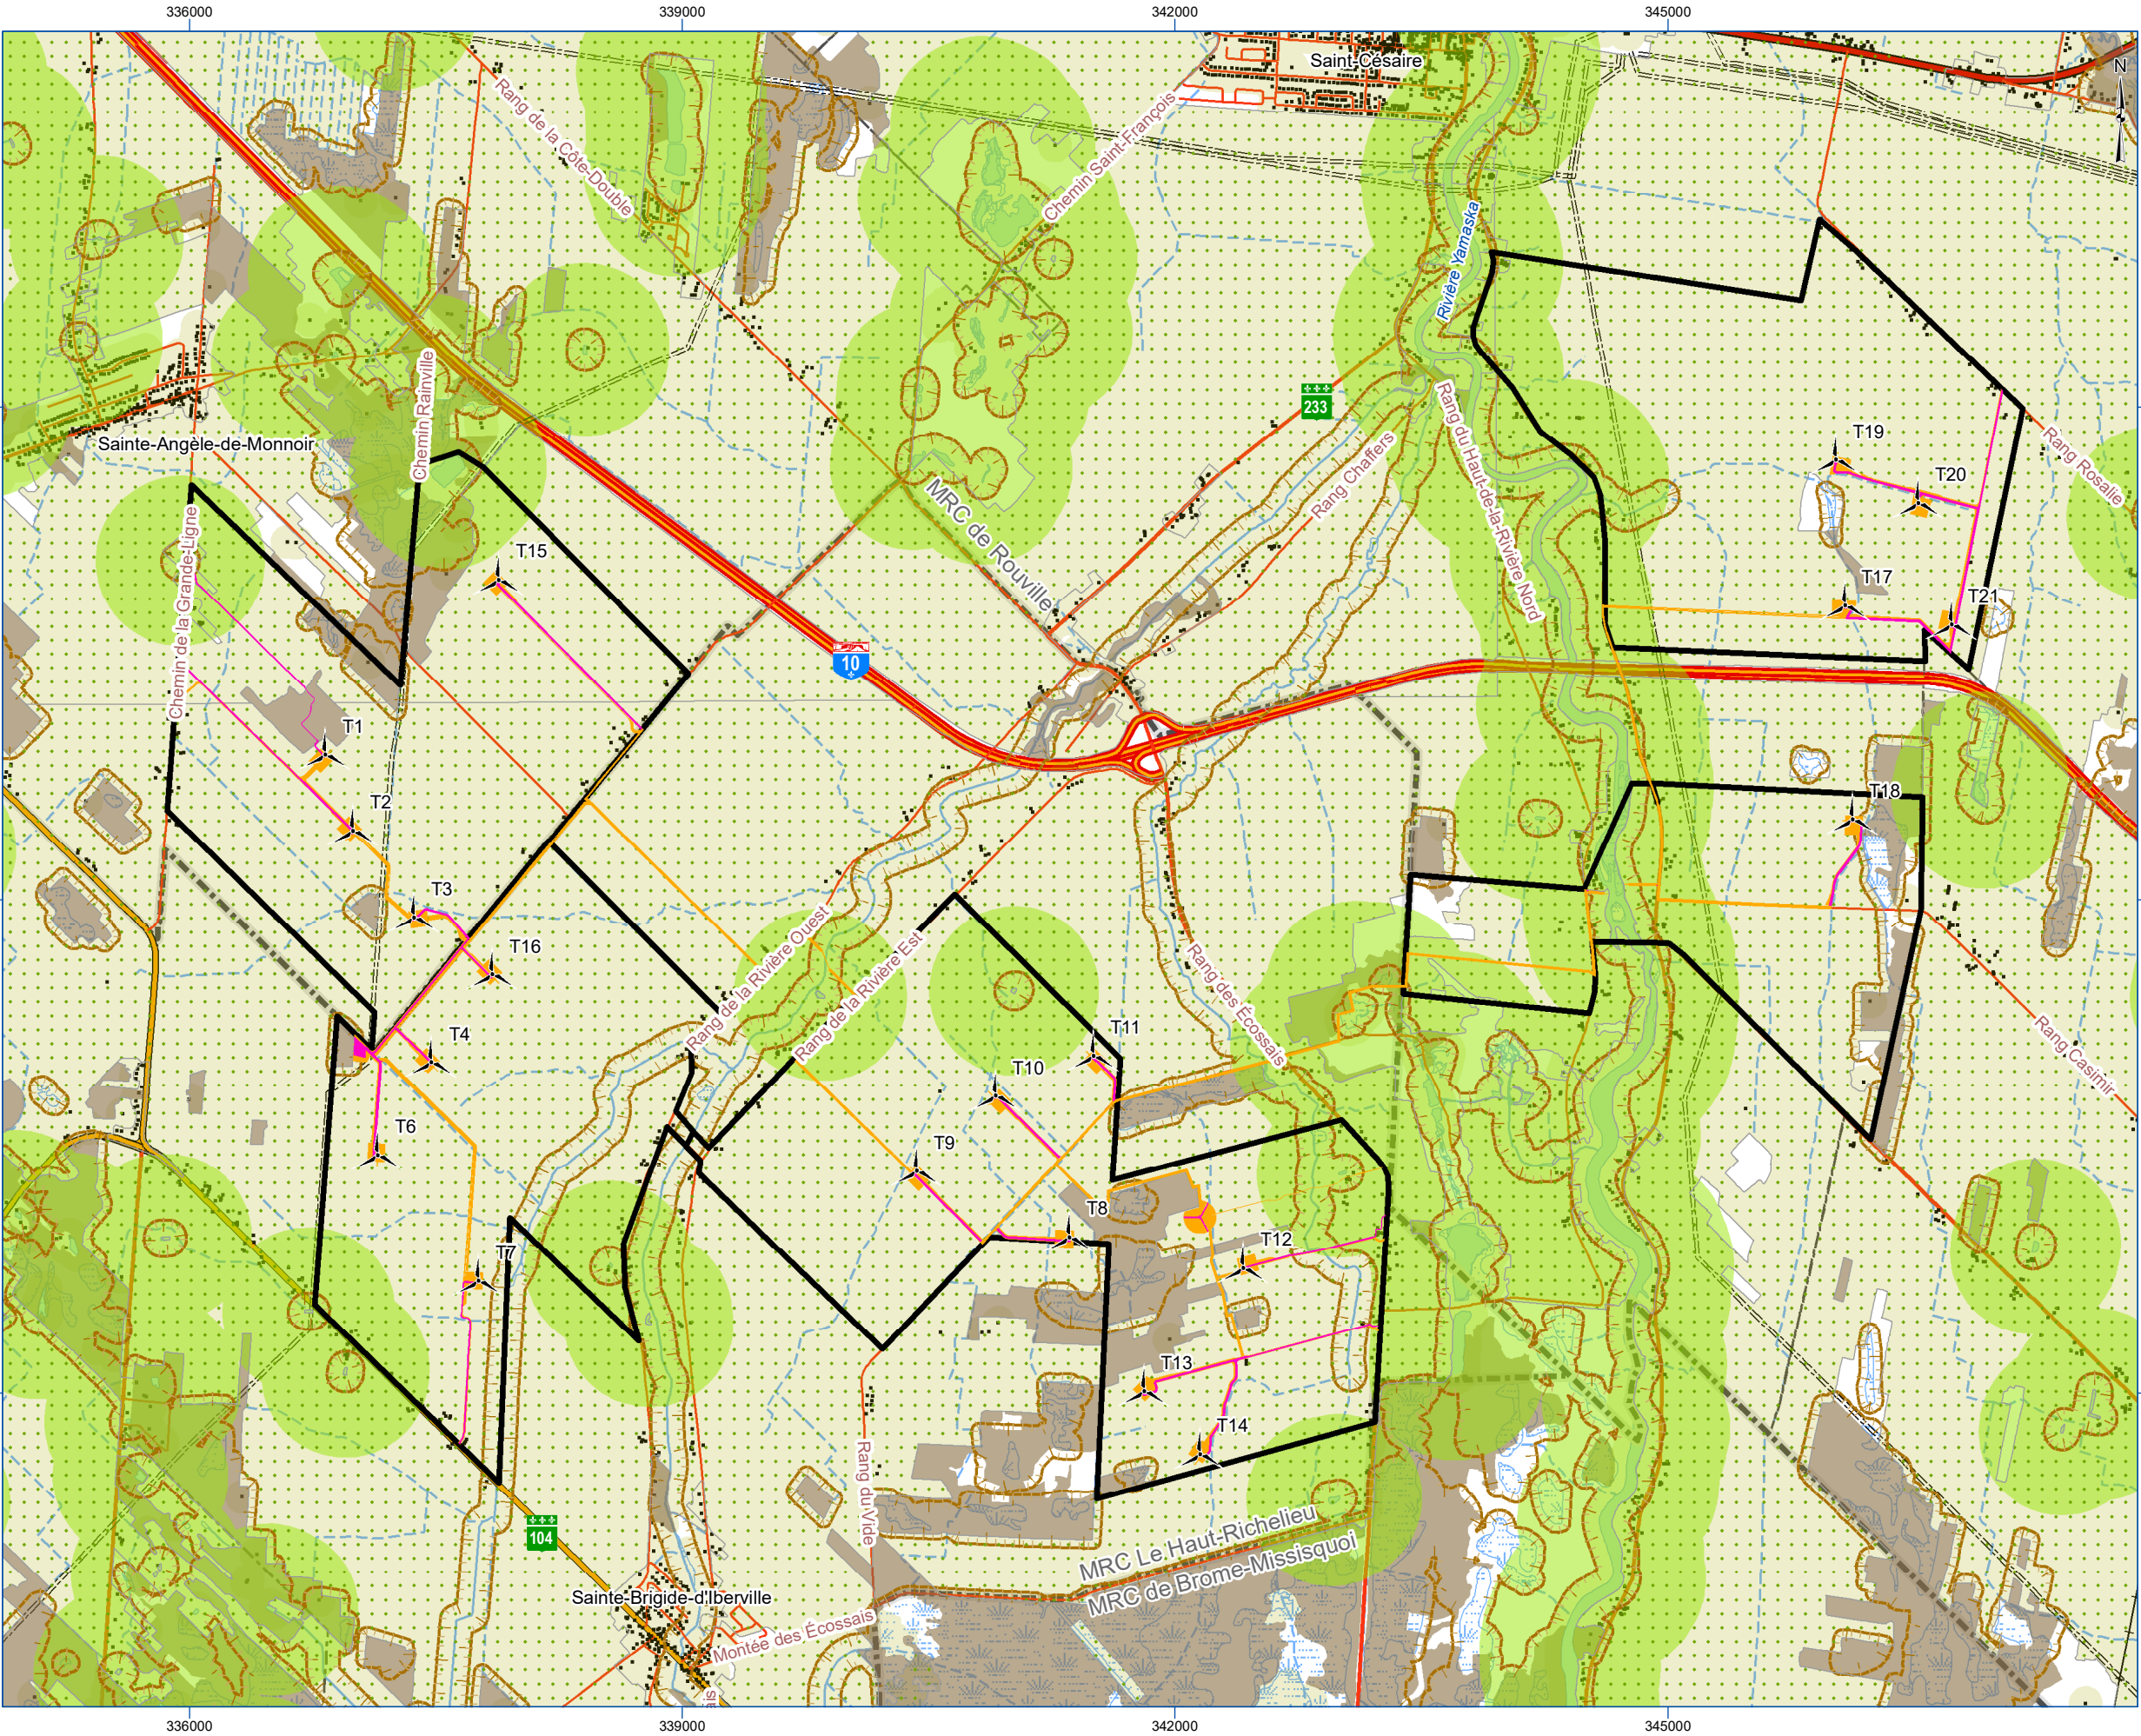 336000
339000
342000
345000
Saint-Césaire
N
Rang de la Côte-Double
Chemin Saint-François
Rivière Yamaska
233
Chemin Rainville
Sainte-Angèle-de-Monnoir
Rang du Haut-de-la-Rivière Nord
Rang Chaffers
Rang Rosalie
T19
T20
MRC de Rouville
Chemin de la Grande-Ligne
T15
T17
T21
10
T1
T2
T18
T3
T16
Rang de la Rivière Ouest
Rang de la Rivière Est
Rang des Écossais
T4
T11
T10
Rang Casimir
T6
T9
T8
T7
T12
T13
T14
Rang du Vide
104
MRC Le Haut-Richelieu
MRC de Brome-Missisquoi
Sainte-Brigide-d'Iberville
Montée des Écossais
ais
336000
339000
342000
345000